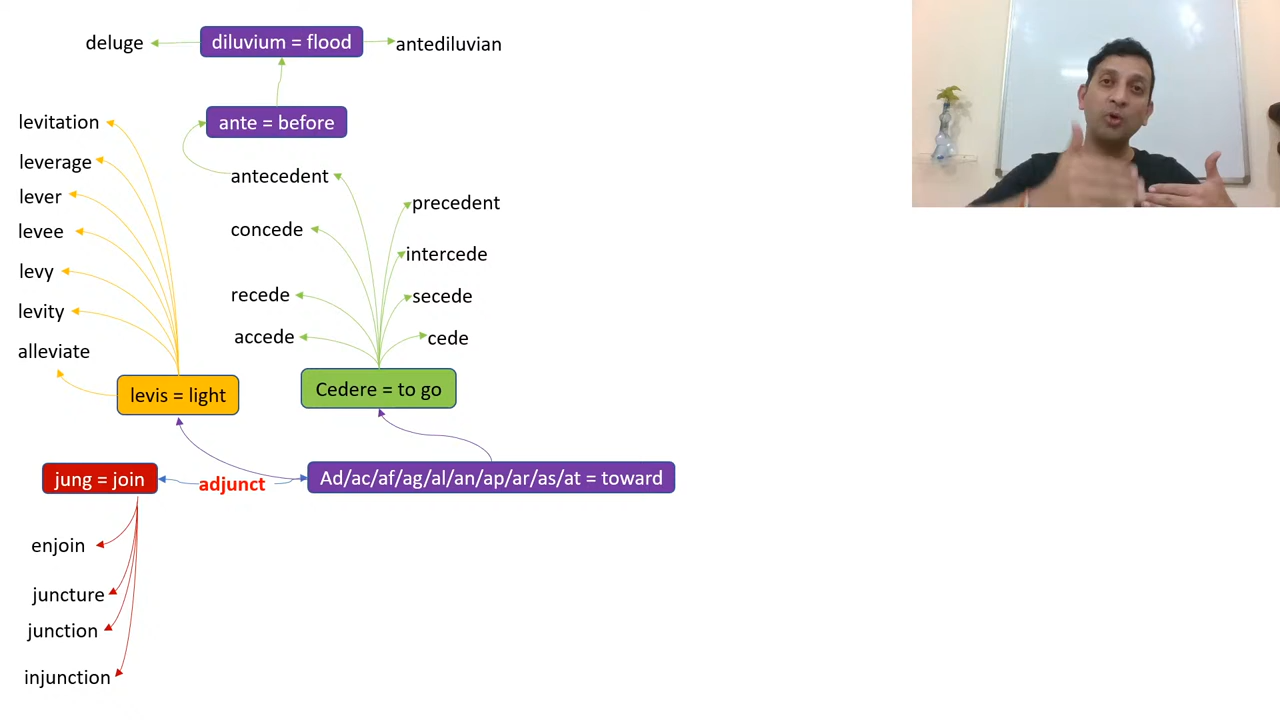 deluge
diluvium = flood
antediluvian
ante = before
levitation
leverage
lever
levee
levy
levity
alleviate
antecedent
concede
recede
accede
precedent
intercede
secede
cede
levis = light
Cedere = to go
jung = join
adjunct
Ad/ac/af/ag/al/an/ap/ar/as/at = toward
enjoin
juncture
junction
injunction